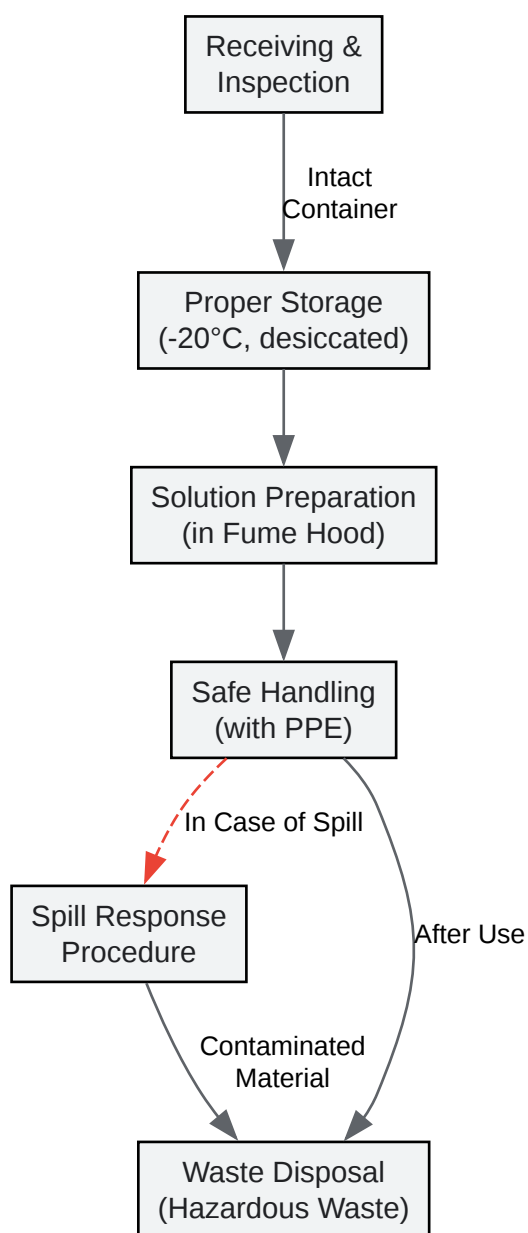 Receiving &
Inspection
Intact
Container
Proper Storage
(-20°C, desiccated)
Solution Preparation
(in Fume Hood)
Safe Handling
(with PPE)
In Case of Spill
Spill Response
Procedure
After Use
Contaminated
Material
Waste Disposal
(Hazardous Waste)